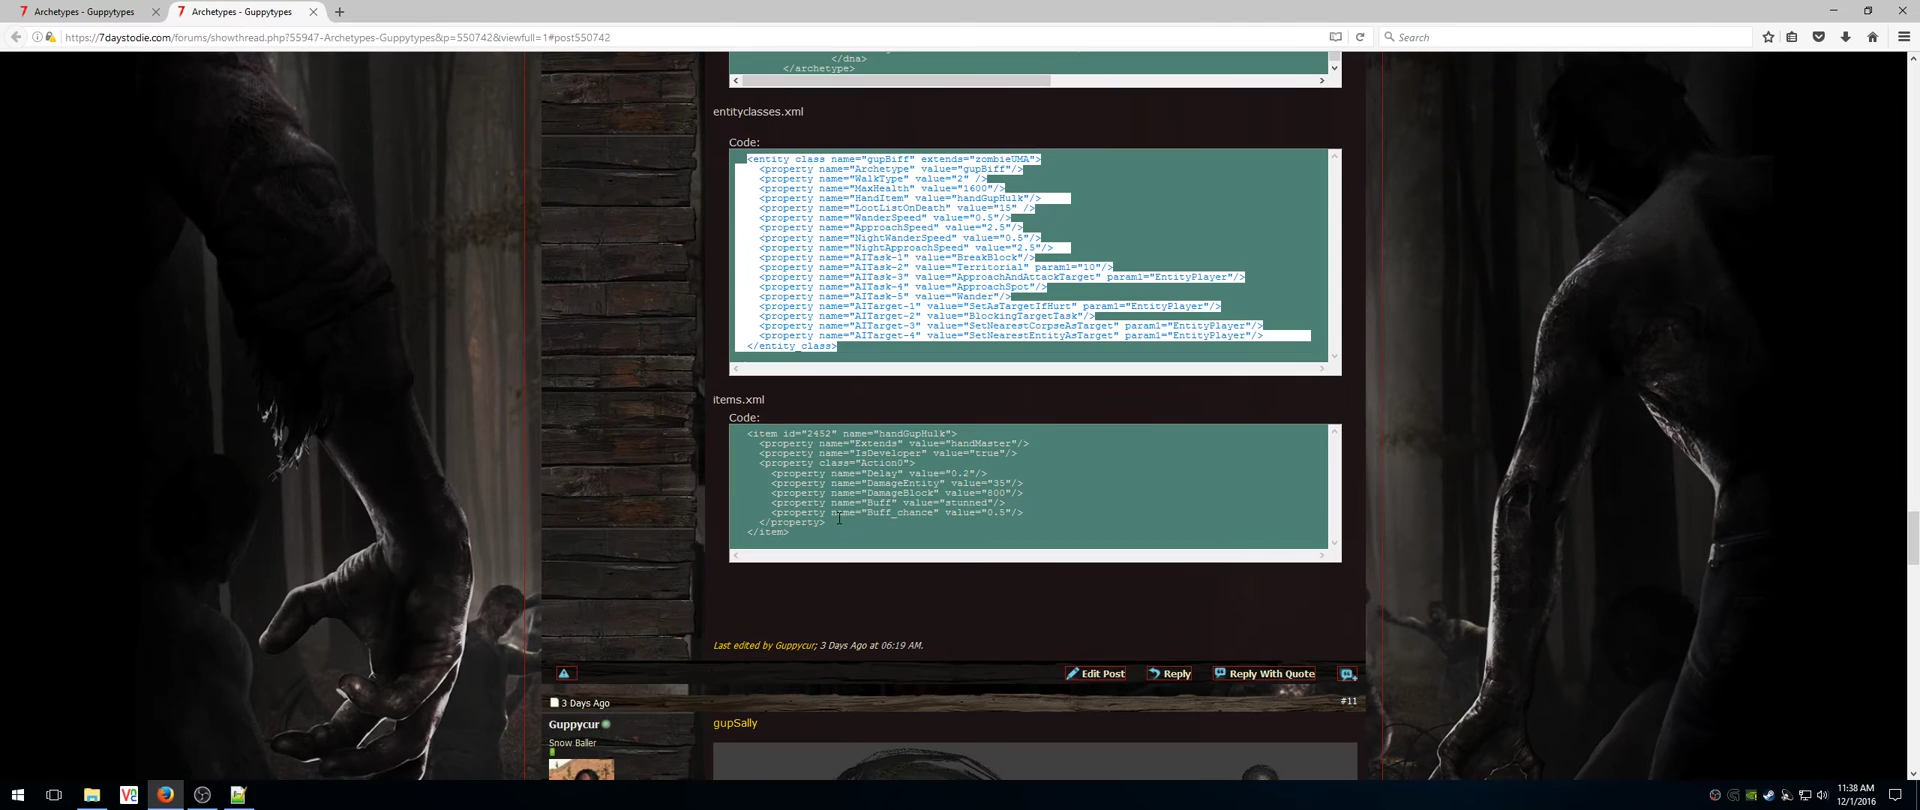 Archetypes - Guppytypes
Archetypes - Guppytypes
https://7daystodie.com/forums/showthread.php?55947-Archetypes-Guppytypes&p=550742&viewfull=1#post550742
Search
</dna>
</archetype>
entityclasses.xml
Code:
<entity class name="gupBiff" extends="zombieUMA">
<property name="Archetype" value="gupBiff"/>
<property name="WalkType" value="2" />
<property name="MaxHealth" value="1600"/>
<property name="HandItem" value="handGupHulk"/>
<property name="LootListOnDeath" value="15" />
<property name="WanderSpeed" value="0.5"/>
<property name="ApproachSpeed" value="2.5"/>
<property name="NightWanderSpeed" value="0.5"/>
<property name="NightApproachSpeed" value="2.5"/>
<property name="AITask-1" value="BreakBlock"/>
<property name="AITask-2" value="Territorial" param1="10"/>
<property name="AITask-3" value="ApproachAndAttackTarget" param1="EntityPlayer"/>
<property name="AITask-4" value="ApproachSpot"/>
<property name="AITask-5" value="Wander"/>
<property name="AITarget-1" value="SetAsTargetIfHurt" param1="EntityPlayer"/>
<property name="AITarget-2" value="BlockingTargetTask"/>
<property name="AITarget-3" value="SetNearestCorpseAsTarget" param1="EntityPlayer"/>
<property name="AITarget-4" value="SetNearestEntityAsTarget" param1="EntityPlayer"/>
</entity_class>
items.xml
Code:
<item id="2452" name="handGupHulk">
<property name="Extends" value="handMaster"/>
<property name="IsDeveloper" value="true"/>
<property class="Action0">
<property name="Delay" value="0.2"/>
<property name="DamageEntity" value="35"/>
<property name="DamageBlock" value="800"/>
<property name="Buff" value="stunned"/>
<property name="Buff_chance" value="0.5"/>
</property>
</item>
Last edited by Guppycur; 3 Days Ago at 06:19 AM.
Edit Post
Reply
Reply With Quote
3 Days Ago
#11
Guppycur
Snow Baller
gupSally
11:38 AM
12/1/2016